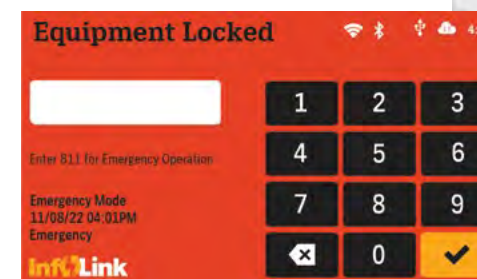 Equipment Locked
1 2 3
Enter 811 for Emergency Operation
4 5 6
Emergency Mode
11/08/22 04:01PM
Emergency
7 8 9
0
InfoLink